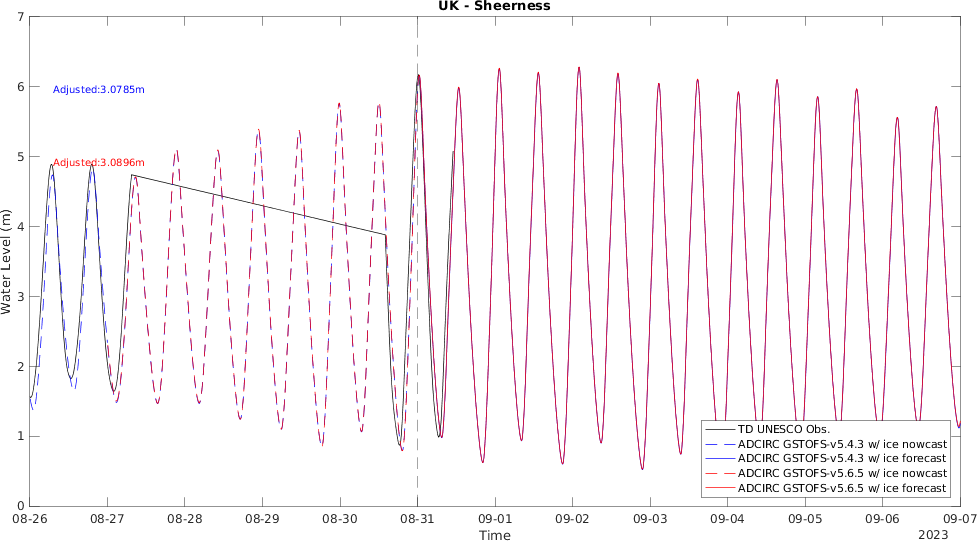 UK - Sheerness
7
6
5
4
3
2
1
0
Water Level (m)
Adjusted:3.0785m
Adjusted:3.0896m
TD UNESCO Obs.
ADCIRC GSTOFS-v5.4.3 w/ ice nowcast
ADCIRC GSTOFS-v5.4.3 w/ ice forecast
ADCIRC GSTOFS-v5.6.5 w/ ice nowcast
ADCIRC GSTOFS-v5.6.5 w/ ice forecast
08-26 08-27 08-28 08-29 08-30 08-31 09-01 09-02 09-03 09-04 09-05 09-06 09-07
Time
2023